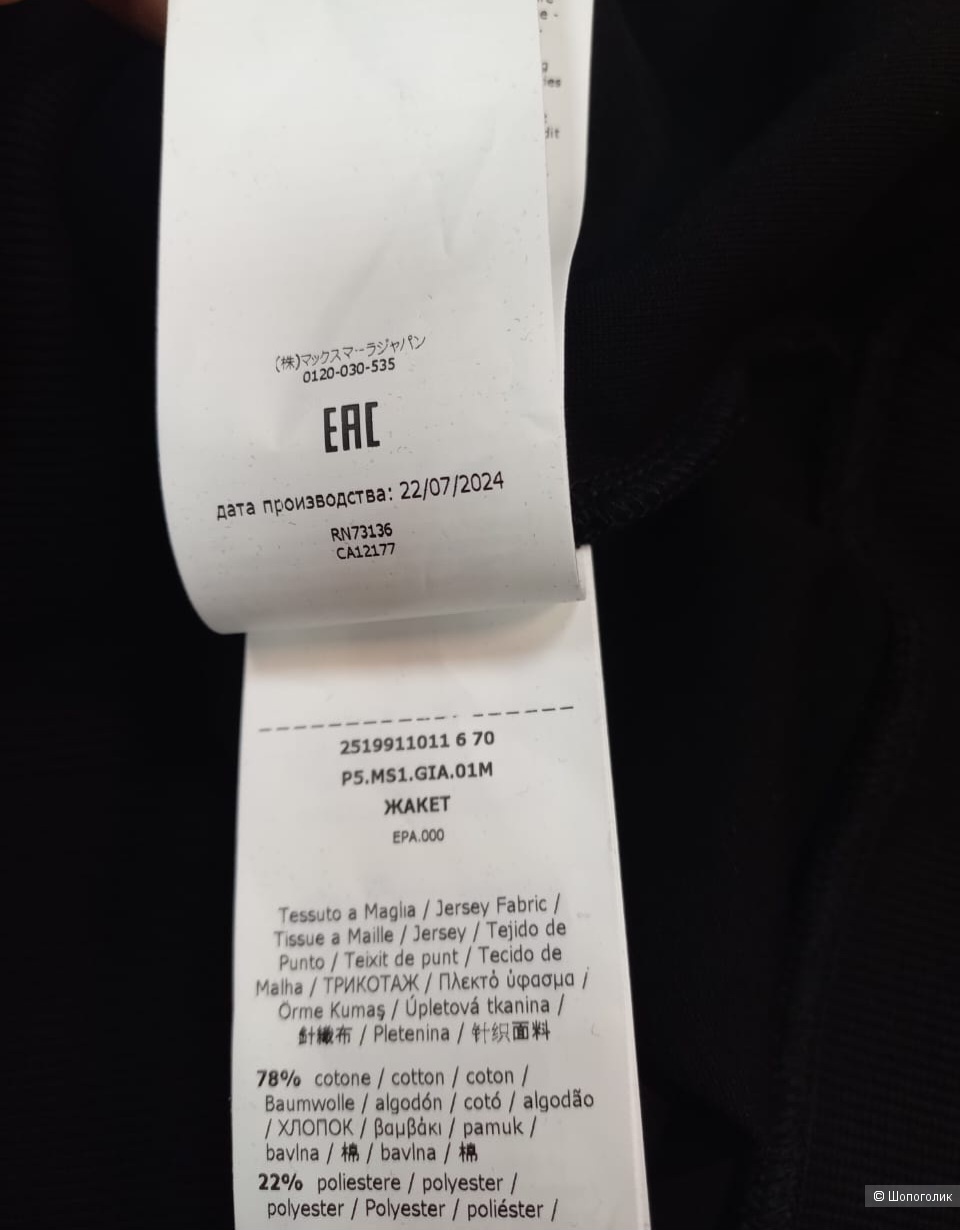 (株)マックスマーラジャパン
0120-030-535
EAC
дата производства: 22/07/2024
RN73136
CA12177
2519911011 6 70
P5.MS1.GIA.01M
ЖАКЕТ
EPA.000
Tessuto a Maglia / Jersey Fabric /
Tissue a Maille / Jersey / Tejido de
Punto / Teixit de punt / Tecido de
Malha / ТРИКОТАЖ / Πλεκτό ύφασμα /
Örme Kumaş / Úpletová tkanina /
針織布 / Pletenina / 针织面料
78% cotone / cotton / coton /
Baumwolle / algodón / cotó / algodão
/ ХЛОПОК / βαμβάκι / pamuk /
bavlna / 棉 / bavlna / 棉
22% poliestere / polyester /
polyester / Polyester / poliéster /
© Шопоголик